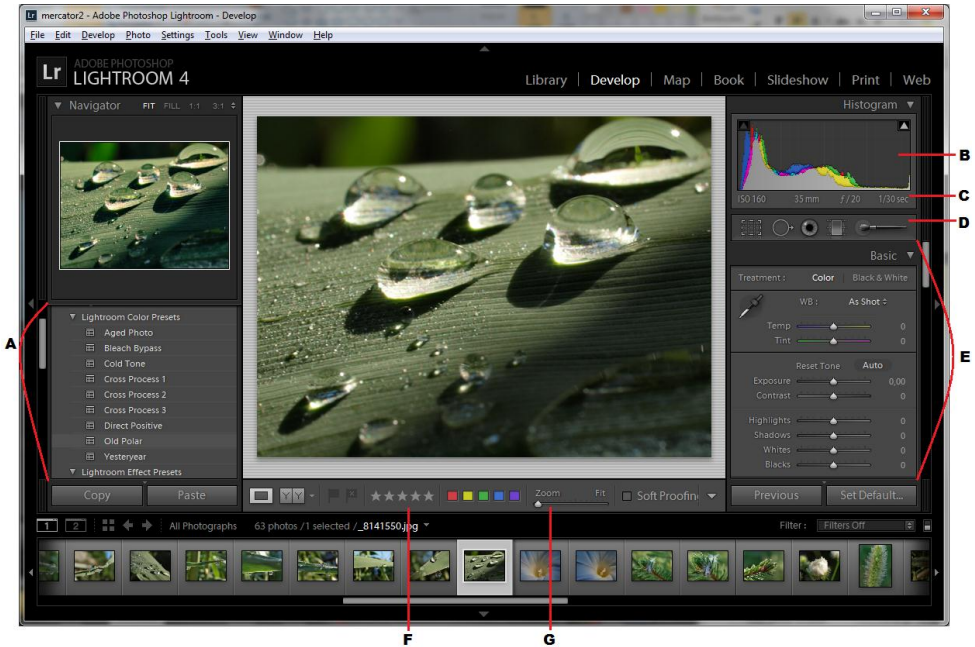 mercator2 - Adobe Photoshop Lightroom - Develop
File Edit Develop Photo Settings Tools View Window Help
Lr ADOBE PHOTOSHOP
LIGHTROOM 4
Library | Develop | Map | Book | Slideshow | Print | Web
Navigator FIT FILL 1:1 3:1
Histogram
B
ISO 160 35 mm ƒ / 20 1/30 sec
C
D
Basic
Treatment : Color Black & White
WB : As Shot
Temp 0
Tint 0
A
Lightroom Color Presets
Aged Photo
Bleach Bypass
Cold Tone
Cross Process 1
Cross Process 2
Cross Process 3
Direct Positive
Old Polar
Yesteryear
Lightroom Effect Presets
E
Reset Tone Auto
Exposure 0,00
Contrast 0
Highlights 0
Shadows 0
Whites 0
Blacks 0
Copy Paste
Y Y
Zoom Fit
Soft Proofin
Previous Set Default...
1 2 All Photographs 63 photos /1 selected /_8141550.jpg
Filter : Filters Off
F G